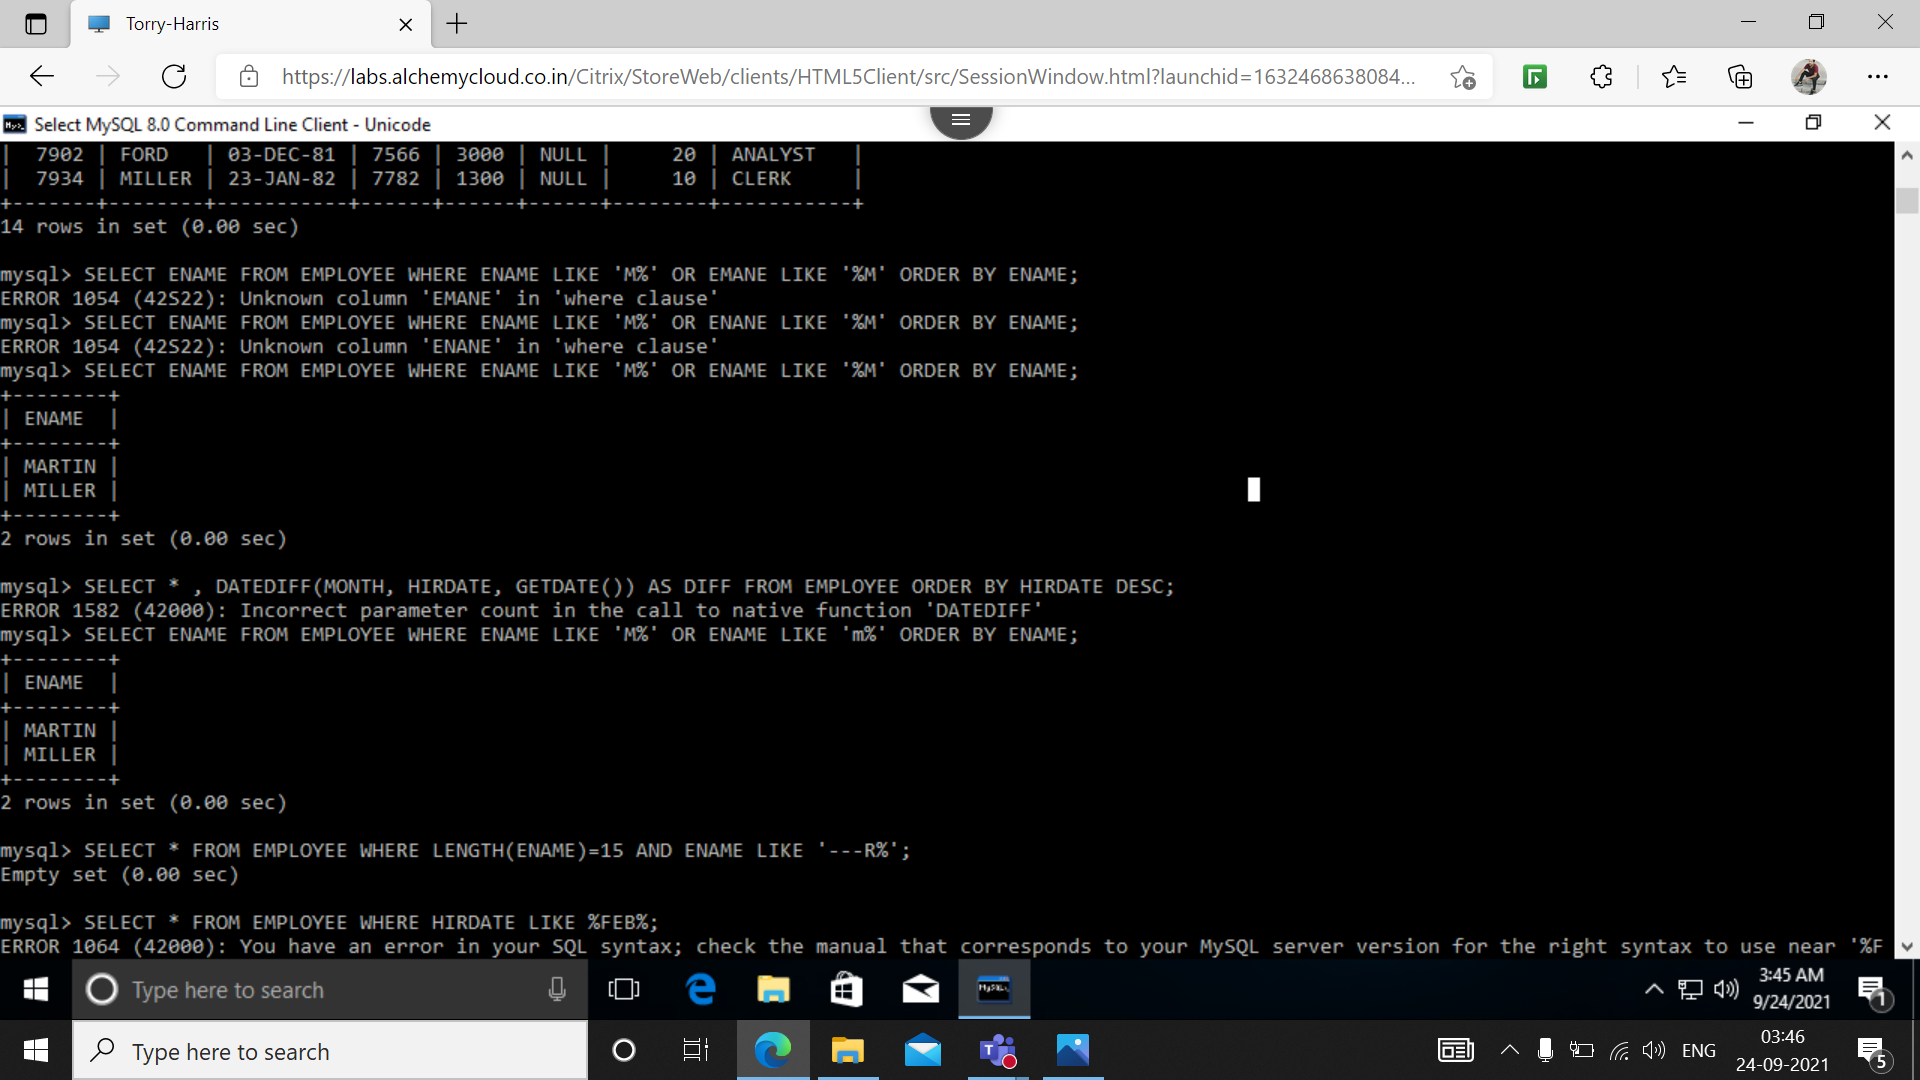 Torry-Harris
https://labs.alchemycloud.co.in/Citrix/StoreWeb/clients/HTML5Client/src/SessionWindow.html?launchid=1632468638084...
Select MySQL 8.0 Command Line Client - Unicode
| 7902 | FORD | 03-DEC-81 | 7566 | 3000 | NULL | 20 | ANALYST |
| 7934 | MILLER | 23-JAN-82 | 7782 | 1300 | NULL | 10 | CLERK |
+-------+--------+-----------+------+------+------+--------+-----------+
14 rows in set (0.00 sec)
mysql> SELECT ENAME FROM EMPLOYEE WHERE ENAME LIKE 'M%' OR EMANE LIKE '%M' ORDER BY ENAME;
ERROR 1054 (42S22): Unknown column 'EMANE' in 'where clause'
mysql> SELECT ENAME FROM EMPLOYEE WHERE ENAME LIKE 'M%' OR ENANE LIKE '%M' ORDER BY ENAME;
ERROR 1054 (42S22): Unknown column 'ENANE' in 'where clause'
mysql> SELECT ENAME FROM EMPLOYEE WHERE ENAME LIKE 'M%' OR ENAME LIKE '%M' ORDER BY ENAME;
+--------+
| ENAME |
+--------+
| MARTIN |
| MILLER |
+--------+
2 rows in set (0.00 sec)
mysql> SELECT * , DATEDIFF(MONTH, HIRDATE, GETDATE()) AS DIFF FROM EMPLOYEE ORDER BY HIRDATE DESC;
ERROR 1582 (42000): Incorrect parameter count in the call to native function 'DATEDIFF'
mysql> SELECT ENAME FROM EMPLOYEE WHERE ENAME LIKE 'M%' OR ENAME LIKE 'm%' ORDER BY ENAME;
+--------+
| ENAME |
+--------+
| MARTIN |
| MILLER |
+--------+
2 rows in set (0.00 sec)
mysql> SELECT * FROM EMPLOYEE WHERE LENGTH(ENAME)=15 AND ENAME LIKE '---R%';
Empty set (0.00 sec)
mysql> SELECT * FROM EMPLOYEE WHERE HIRDATE LIKE %FEB%;
ERROR 1064 (42000): You have an error in your SQL syntax; check the manual that corresponds to your MySQL server version for the right syntax to use near '%F
Type here to search
3:45 AM
9/24/2021
1
Type here to search
ENG
03:46
24-09-2021
5